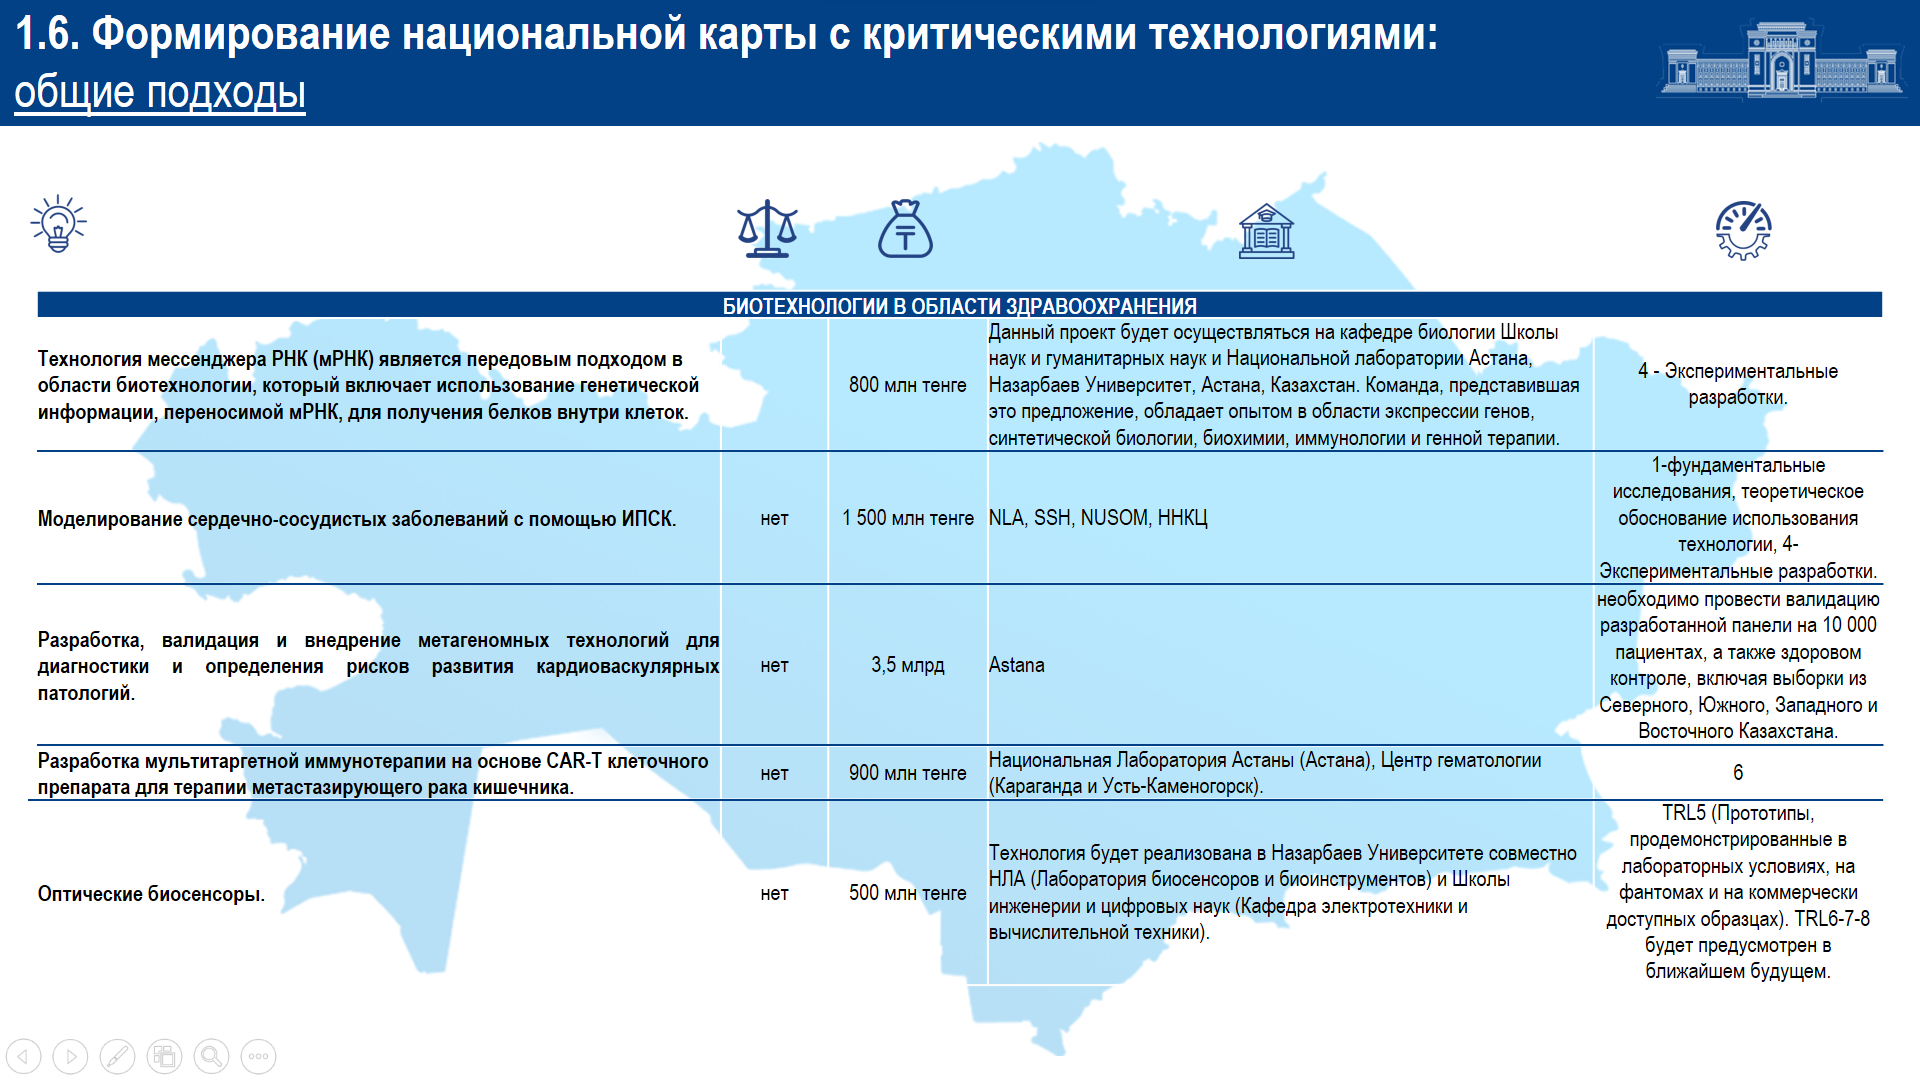 1.6. Формирование национальной карты с критическими технологиями:
общие подходы
БИОТЕХНОЛОГИИ В ОБЛАСТИ ЗДРАВООХРАНЕНИЯ
Технология мессенджера РНК (мРНК) является передовым подходом в
области биотехнологии, который включает использование генетической
информации, переносимой мРНК, для получения белков внутри клеток.
800 млн тенге
Данный проект будет осуществляться на кафедре биологии Школы
наук и гуманитарных наук и Национальной лаборатории Астана,
Назарбаев Университет, Астана, Казахстан. Команда, представившая
это предложение, обладает опытом в области экспрессии генов,
синтетической биологии, биохимии, иммунологии и генной терапии.
4 - Экспериментальные
разработки.
Моделирование сердечно-сосудистых заболеваний с помощью ИПСК.
нет
1 500 млн тенге
NLA, SSH, NUSOM, ННКЦ
1-фундаментальные
исследования, теоретическое
обоснование использования
технологии, 4-
Экспериментальные разработки.
Разработка, валидация и внедрение метагеномных технологий для
диагностики и определения рисков развития кардиоваскулярных
патологий.
нет
3,5 млрд
Astana
необходимо провести валидацию
разработанной панели на 10 000
пациентах, а также здоровом
контроле, включая выборки из
Северного, Южного, Западного и
Восточного Казахстана.
Разработка мультитаргетной иммунотерапии на основе CAR-T клеточного
препарата для терапии метастазирующего рака кишечника.
нет
900 млн тенге
Национальная Лаборатория Астаны (Астана), Центр гематологии
(Караганда и Усть-Каменогорск).
6
Оптические биосенсоры.
нет
500 млн тенге
Технология будет реализована в Назарбаев Университете совместно
НЛА (Лаборатория биосенсоров и биоинструментов) и Школы
инженерии и цифровых наук (Кафедра электротехники и
вычислительной техники).
TRL5 (Прототипы,
продемонстрированные в
лабораторных условиях, на
фантомах и на коммерчески
доступных образцах). TRL6-7-8
будет предусмотрен в
ближайшем будущем.